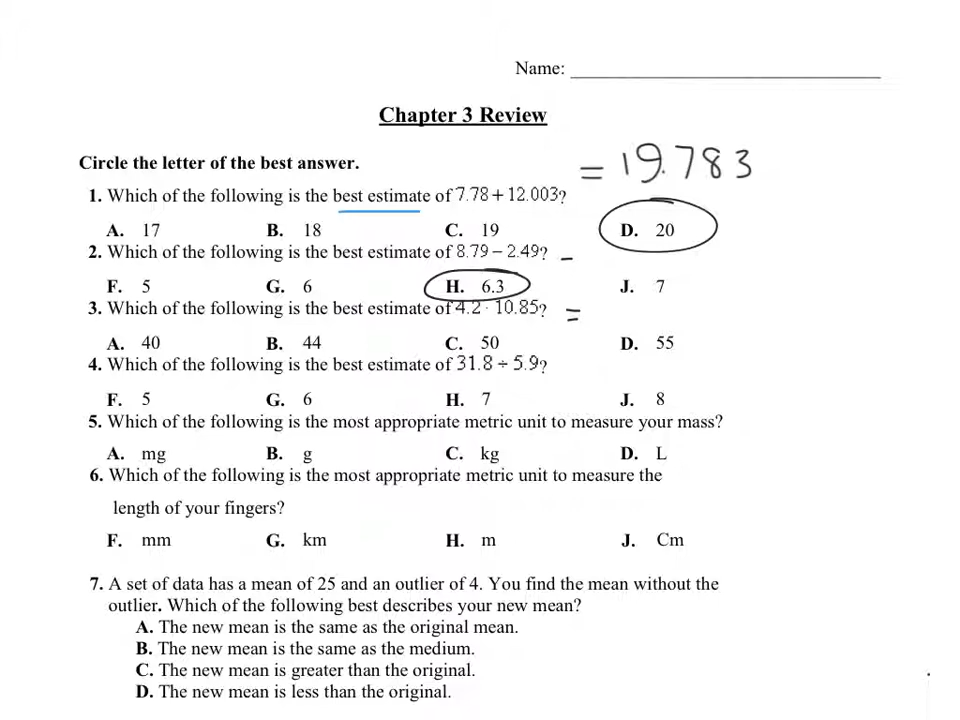 Name:
Chapter 3 Review
Circle the letter of the best answer.
= 19.783
1. Which of the following is the best estimate of 7.78 + 12.003?
A. 17 B. 18 C. 19 D. 20
2. Which of the following is the best estimate of 8.79 – 2.49? –
F. 5 G. 6 H. 6.3 J. 7
3. Which of the following is the best estimate of 4.2 · 10.85? =
A. 40 B. 44 C. 50 D. 55
4. Which of the following is the best estimate of 31.8 ÷ 5.9?
F. 5 G. 6 H. 7 J. 8
5. Which of the following is the most appropriate metric unit to measure your mass?
A. mg B. g C. kg D. L
6. Which of the following is the most appropriate metric unit to measure the
length of your fingers?
F. mm G. km H. m J. Cm
7. A set of data has a mean of 25 and an outlier of 4. You find the mean without the
outlier. Which of the following best describes your new mean?
A. The new mean is the same as the original mean.
B. The new mean is the same as the medium.
C. The new mean is greater than the original.
D. The new mean is less than the original.